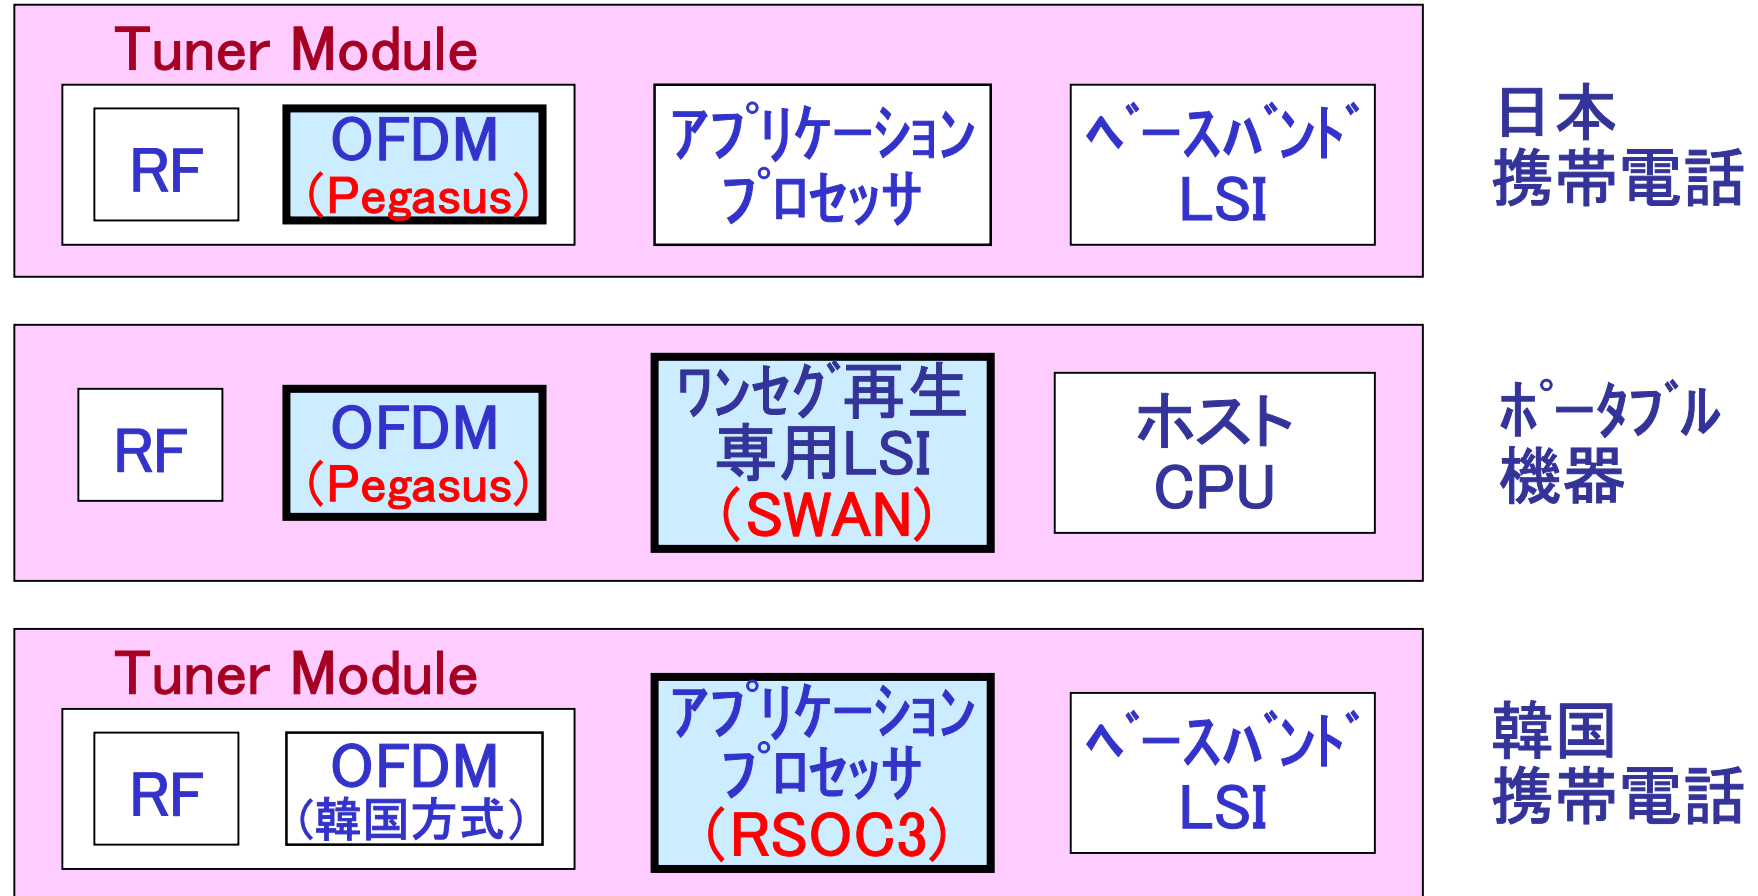 Tuner Module
RF
OFDM
(Pegasus)
ｱﾌﾟﾘｹｰｼｮﾝ
ﾌﾟﾛｾｯｻ
ﾍﾞｰｽﾊﾞﾝﾄﾞ
LSI
日本
携帯電話
RF
OFDM
(Pegasus)
ﾜﾝｾｸﾞ再生
専用LSI
(SWAN)
ホスト
CPU
ﾎﾟｰﾀﾌﾞﾙ
機器
Tuner Module
RF
OFDM
(韓国方式)
ｱﾌﾟﾘｹｰｼｮﾝ
ﾌﾟﾛｾｯｻ
(RSOC3)
ﾍﾞｰｽﾊﾞﾝﾄﾞ
LSI
韓国
携帯電話